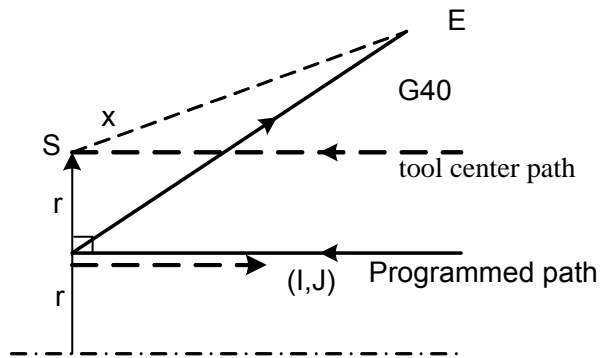 E
G40
x
S
tool center path
r
(I,J)
Programmed path
r